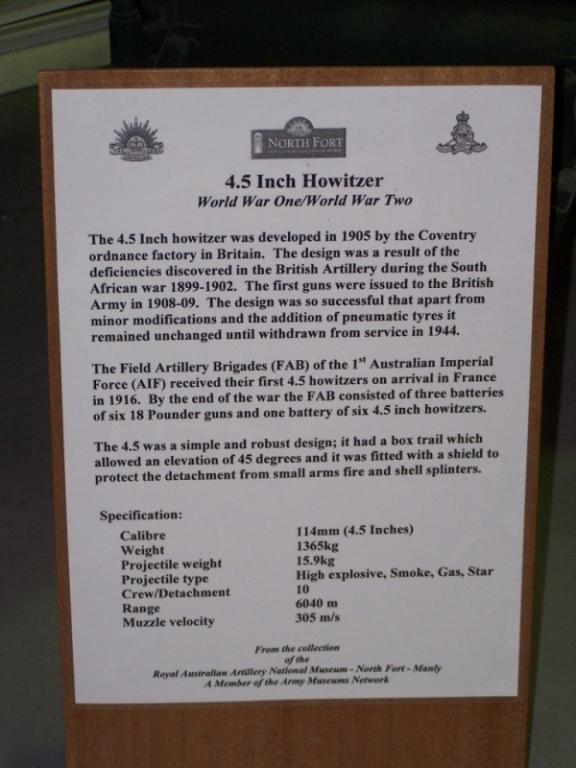 NORTH FORT
4.5 Inch Howitzer
World War One/World War Two
The 4.5 Inch howitzer was developed in 1905 by the Coventry
ordnance factory in Britain. The design was a result of the
deficiencies discovered in the British Artillery during the South
African war 1899-1902. The first guns were issued to the British
Army in 1908-09. The design was so successful that apart from
minor modifications and the addition of pneumatic tyres it
remained unchanged until withdrawn from service in 1944.
The Field Artillery Brigades (FAB) of the 1st Australian Imperial
Force (AIF) received their first 4.5 howitzers on arrival in France
in 1916. By the end of the war the FAB consisted of three batteries
of six 18 Pounder guns and one battery of six 4.5 inch howitzers.
The 4.5 was a simple and robust design; it had a box trail which
allowed an elevation of 45 degrees and it was fitted with a shield to
protect the detachment from small arms fire and shell splinters.
Specification:
Calibre 114mm (4.5 Inches)
Weight 1365kg
Projectile weight 15.9kg
Projectile type High explosive, Smoke, Gas, Star
Crew/Detachment 10
Range 6040 m
Muzzle velocity 305 m/s
From the collection
of the
Royal Australian Artillery National Museum - North Fort - Manly
A Member of the Army Museums Network